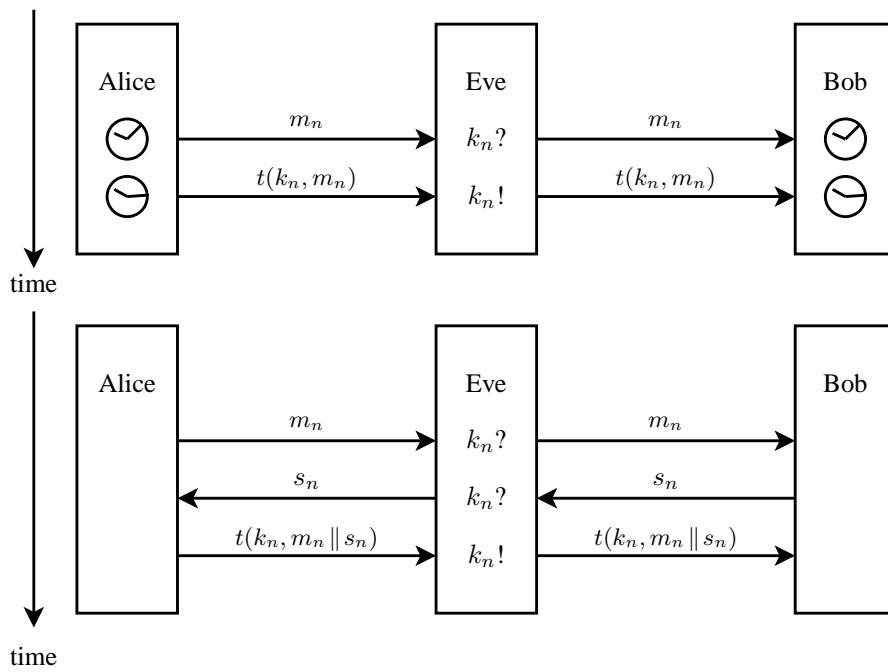 Alice Eve Bob
m_n k_n? m_n
t(k_n, m_n) k_n! t(k_n, m_n)
time
Alice Eve Bob
m_n k_n? m_n
s_n k_n? s_n
t(k_n, m_n ∥ s_n) k_n! t(k_n, m_n ∥ s_n)
time